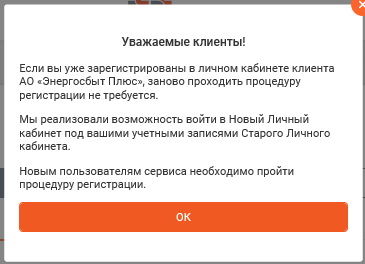 Уважаемые клиенты!
Если вы уже зарегистрированы в личном кабинете клиента
АО «Энергосбыт Плюс», заново проходить процедуру
регистрации не требуется.
Мы реализовали возможность войти в Новый Личный
кабинет под вашими учетными записями Старого Личного
кабинета.
Новым пользователям сервиса необходимо пройти
процедуру регистрации.
ОК